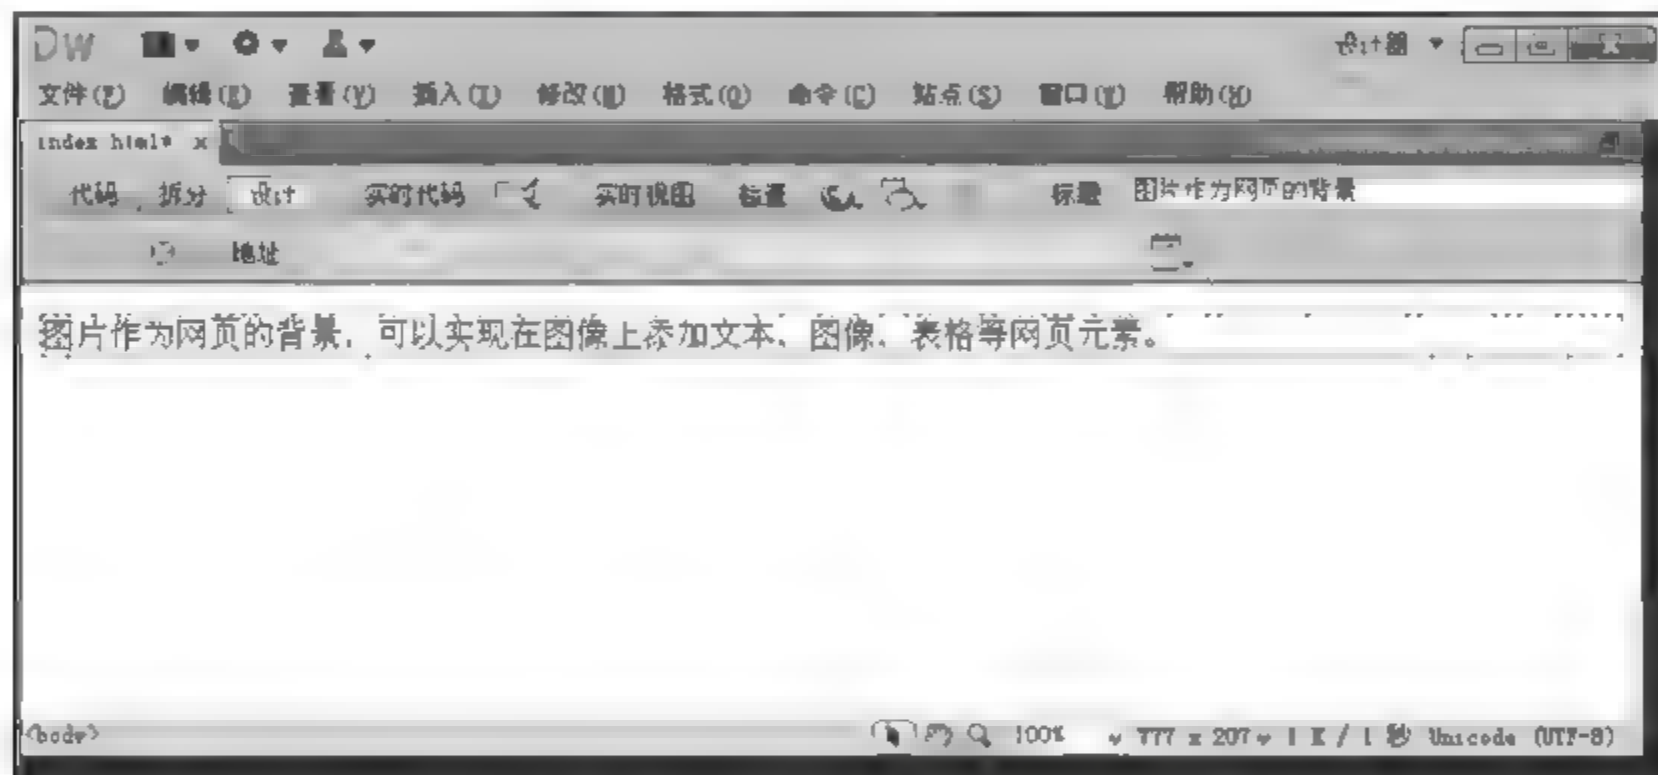 Dw 设计器
文件(F) 编辑(E) 查看(V) 插入(I) 修改(M) 格式(O) 命令(C) 站点(S) 窗口(W) 帮助(H)
index html* x
代码 拆分 设计 实时代码 实时视图 检查 标题 图片作为网页的背景
地址
图片作为网页的背景，可以实现在图像上添加文本、图像、表格等网页元素。
<body> 100% 777 x 207 1 K / 1 秒 Unicode (UTF-8)